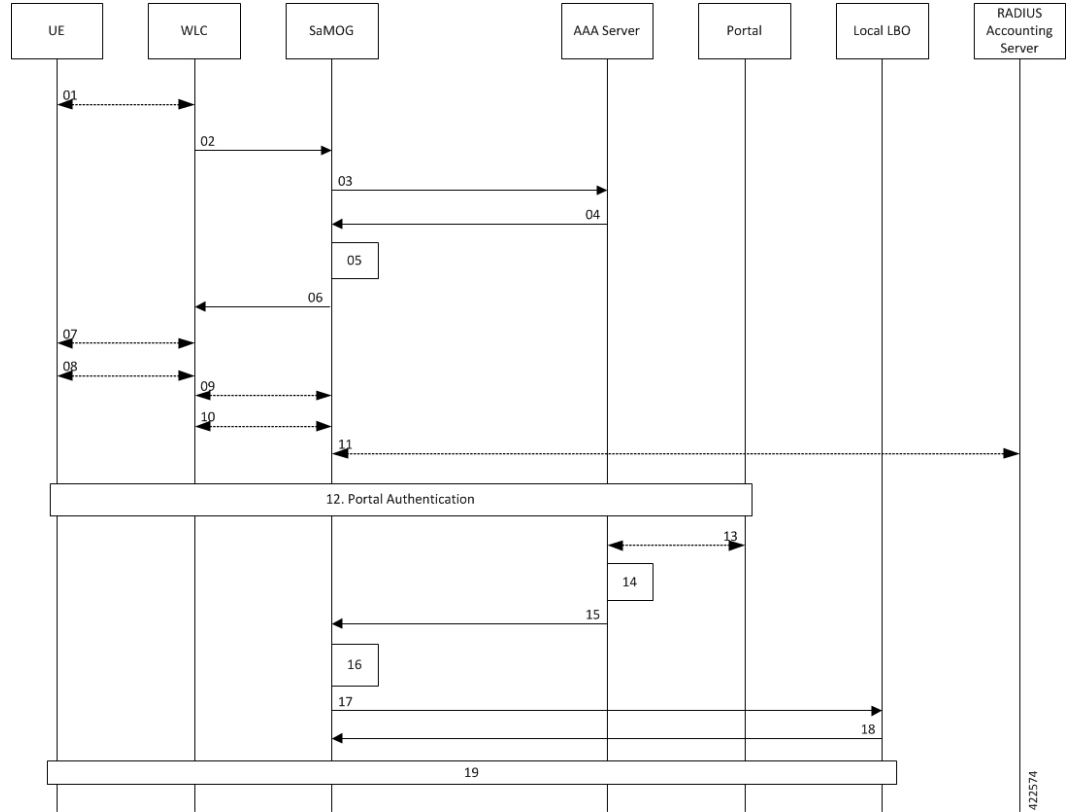 UE
WLC
SaMOG
AAA Server
Portal
Local LBO
RADIUS
Accounting
Server
01
02
03
04
05
06
07
08
09
10
11
12. Portal Authentication
13
14
15
16
17
18
19
422574